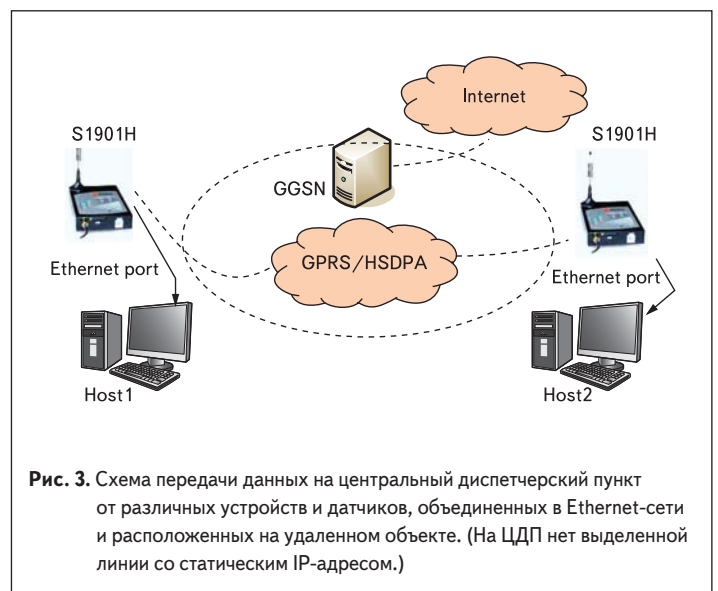 Internet
S1901H
S1901H
GGSN
GPRS/HSDPA
Ethernet port
Ethernet port
Host1
Host2
Рис. 3. Схема передачи данных на центральный диспетчерский пункт
от различных устройств и датчиков, объединенных в Ethernet-сети
и расположенных на удаленном объекте. (На ЦДП нет выделенной
линии со статическим IP-адресом.)